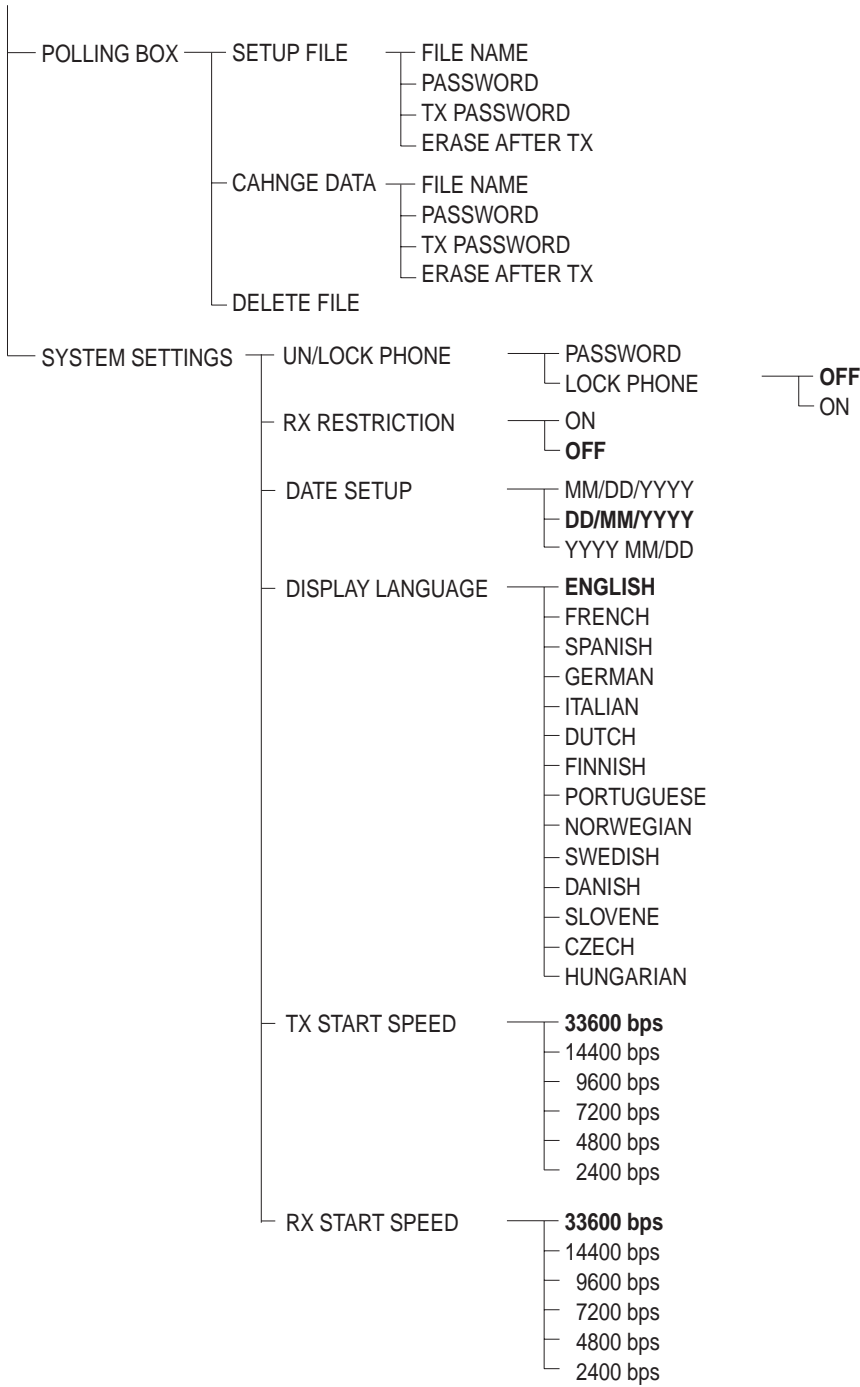 POLLING BOX SETUP FILE FILE NAME
PASSWORD
TX PASSWORD
ERASE AFTER TX
CAHNGE DATA FILE NAME
PASSWORD
TX PASSWORD
ERASE AFTER TX
DELETE FILE
SYSTEM SETTINGS UN/LOCK PHONE PASSWORD
LOCK PHONE OFF
ON
RX RESTRICTION ON
OFF
DATE SETUP MM/DD/YYYY
DD/MM/YYYY
YYYY MM/DD
DISPLAY LANGUAGE ENGLISH
FRENCH
SPANISH
GERMAN
ITALIAN
DUTCH
FINNISH
PORTUGUESE
NORWEGIAN
SWEDISH
DANISH
SLOVENE
CZECH
HUNGARIAN
TX START SPEED 33600 bps
14400 bps
9600 bps
7200 bps
4800 bps
2400 bps
RX START SPEED 33600 bps
14400 bps
9600 bps
7200 bps
4800 bps
2400 bps